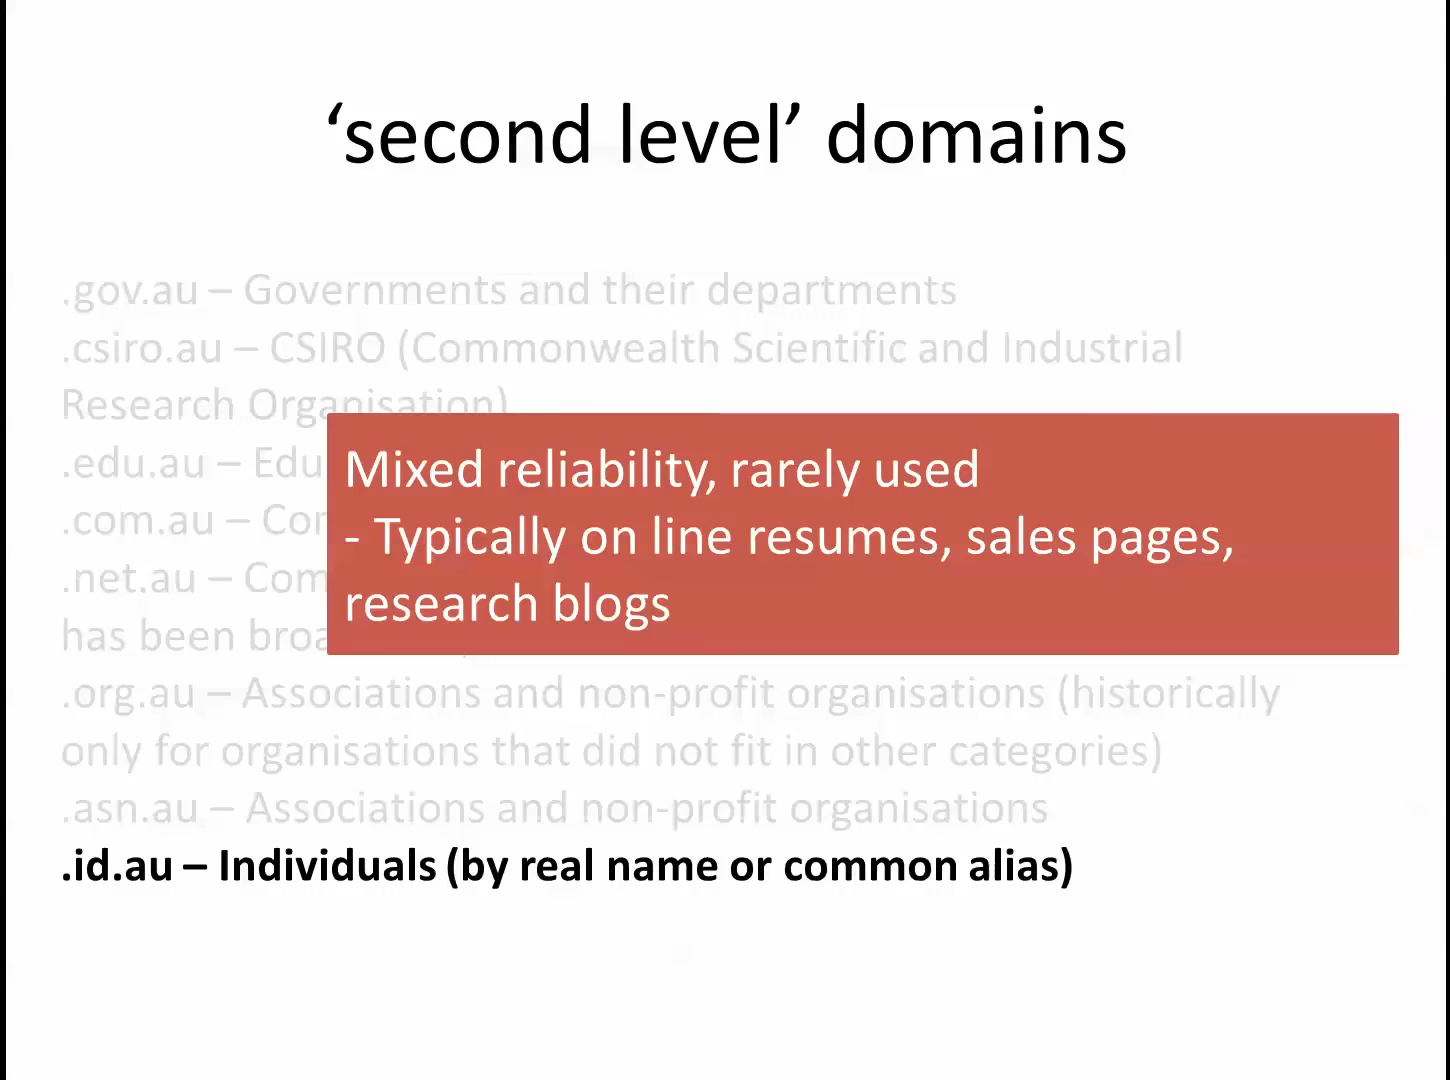 ‘second level’ domains
.gov.au – Governments and their departments
.csiro.au – CSIRO (Commonwealth Scientific and Industrial
Research Organisation)
.edu.au – Edu
.com.au – Cor
.net.au – Com
has been broa
Mixed reliability, rarely used
- Typically on line resumes, sales pages,
research blogs
.org.au – Associations and non-profit organisations (historically
only for organisations that did not fit in other categories)
.asn.au – Associations and non-profit organisations
.id.au – Individuals (by real name or common alias)